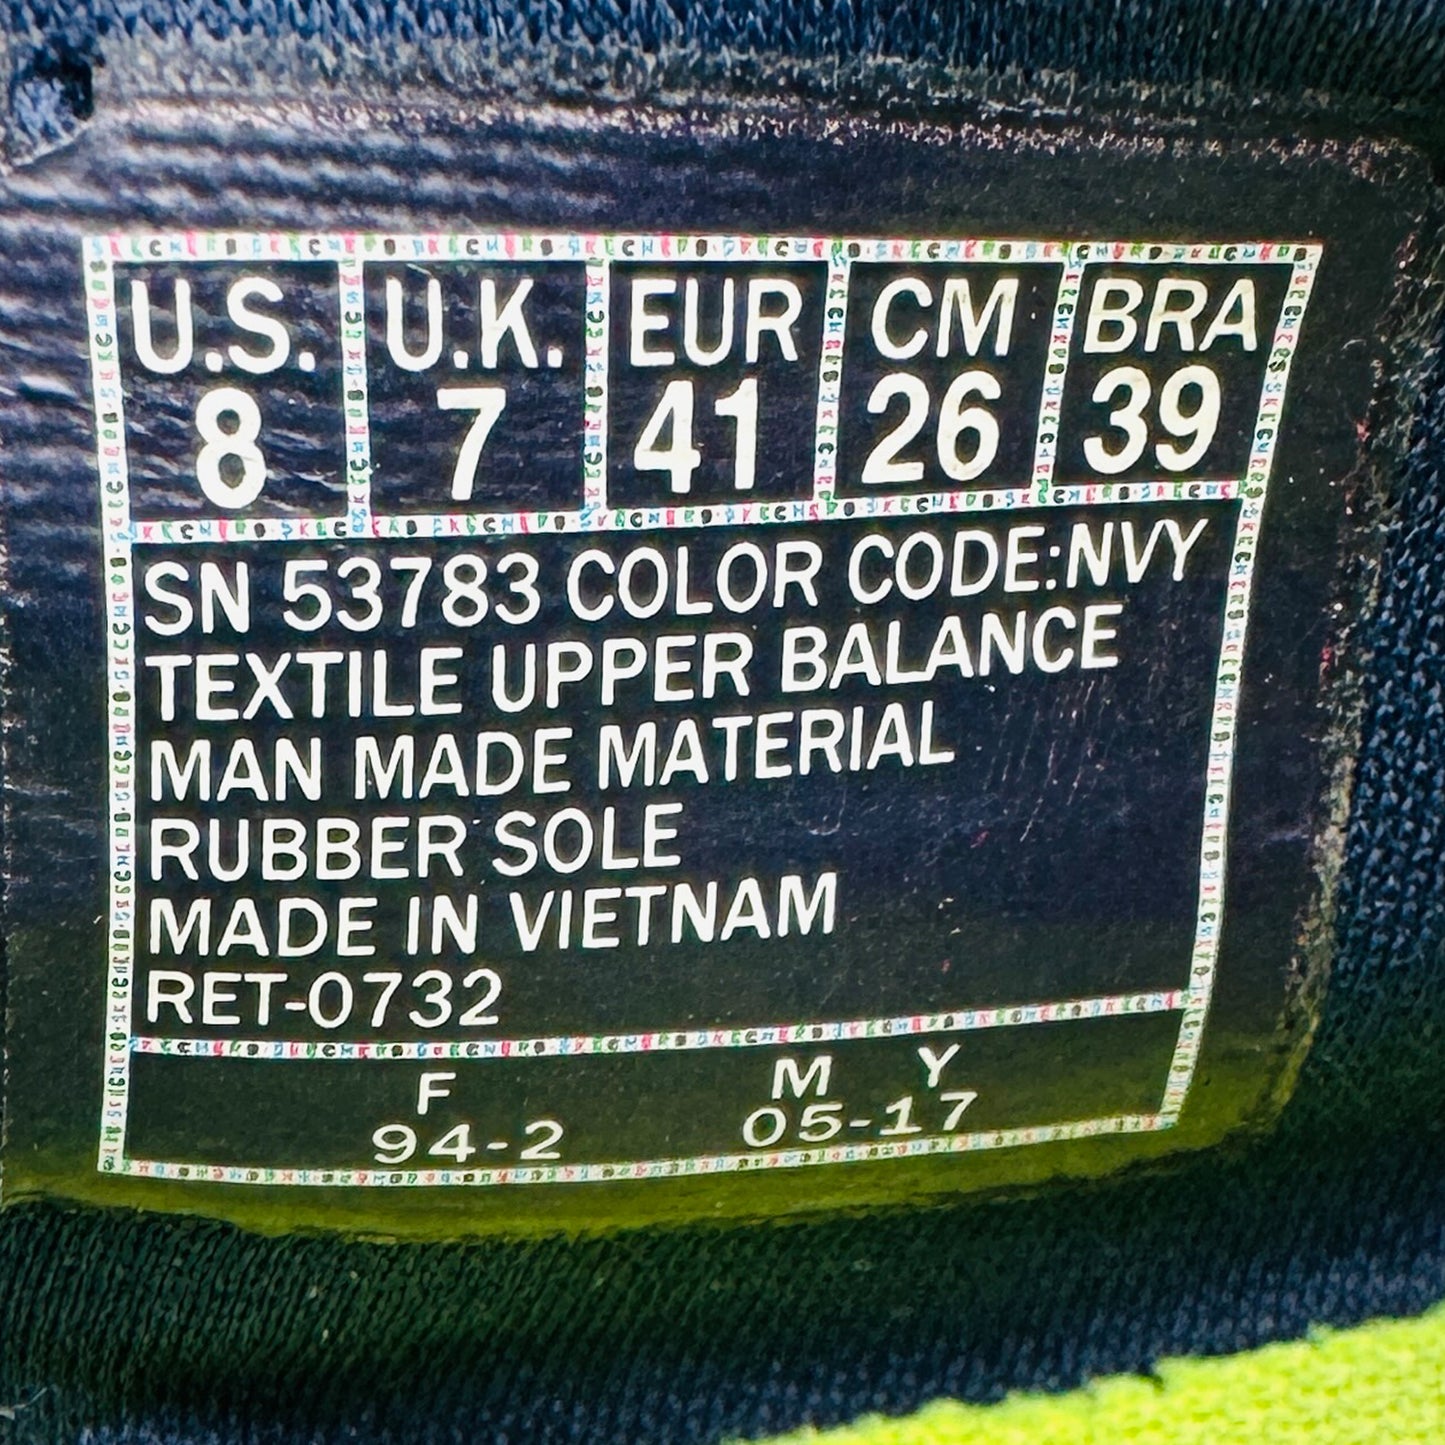 U.S. U.K. EUR CM BRA
8 7 41 26 39
SN 53783 COLOR CODE:NVY
TEXTILE UPPER BALANCE
MAN MADE MATERIAL
RUBBER SOLE
MADE IN VIETNAM
RET-0732
F M Y
94-2 05-17